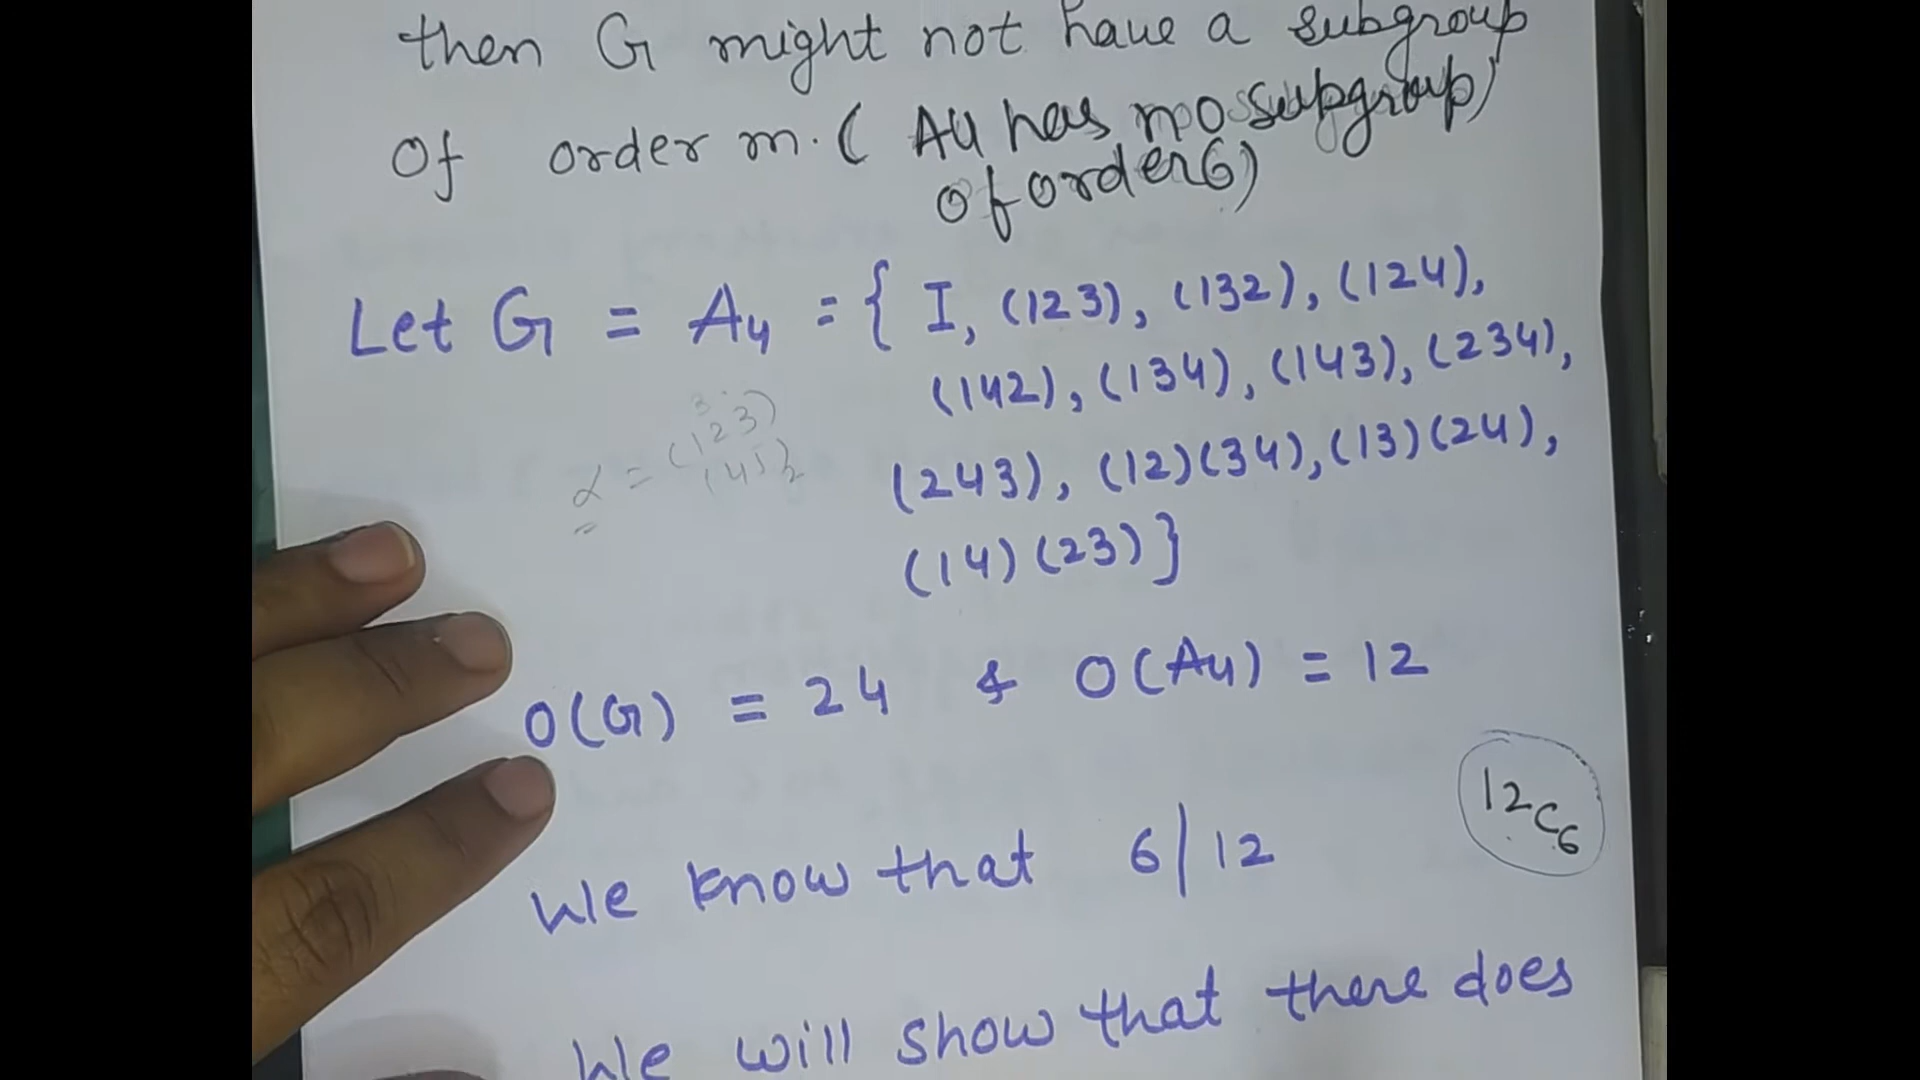 then G might not have a subgroup
of order m. ( A4 has no subgroup
of order 6)
Let G = A₄ = { I, (123), (132), (124),
(142), (134), (143), (234),
(243), (12)(34), (13)(24),
(14)(23)}
α = (123)
O(G) = 24 & O(A₄) = 12
12c₆
We know that 6/12
We will show that there does